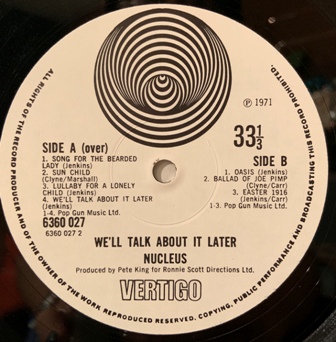 ALL RIGHTS OF THE RECORD PRODUCER AND OF THE OWNER OF THE WORK REPRODUCED RESERVED. COPYING, PUBLIC PERFORMANCE AND BROADCASTING THIS RECORD PROHIBITED.
℗ 1971
33⅓
SIDE A (over)
1. SONG FOR THE BEARDED
LADY (Jenkins)
2. SUN CHILD
(Clyne/Marshall)
3. LULLABY FOR A LONELY
CHILD (Jenkins)
4. WE'LL TALK ABOUT IT LATER
(Jenkins)
1-4. Pop Gun Music Ltd.
6360 027
6360 027 2
SIDE B
1. OASIS (Jenkins)
2. BALLAD OF JOE PIMP
(Clyne/Carr)
3. EASTER 1916
(Jenkins/Carr)
1-3. Pop Gun Music Ltd.
WE'LL TALK ABOUT IT LATER
NUCLEUS
Produced by Pete King for Ronnie Scott Directions Ltd.
VERTIGO